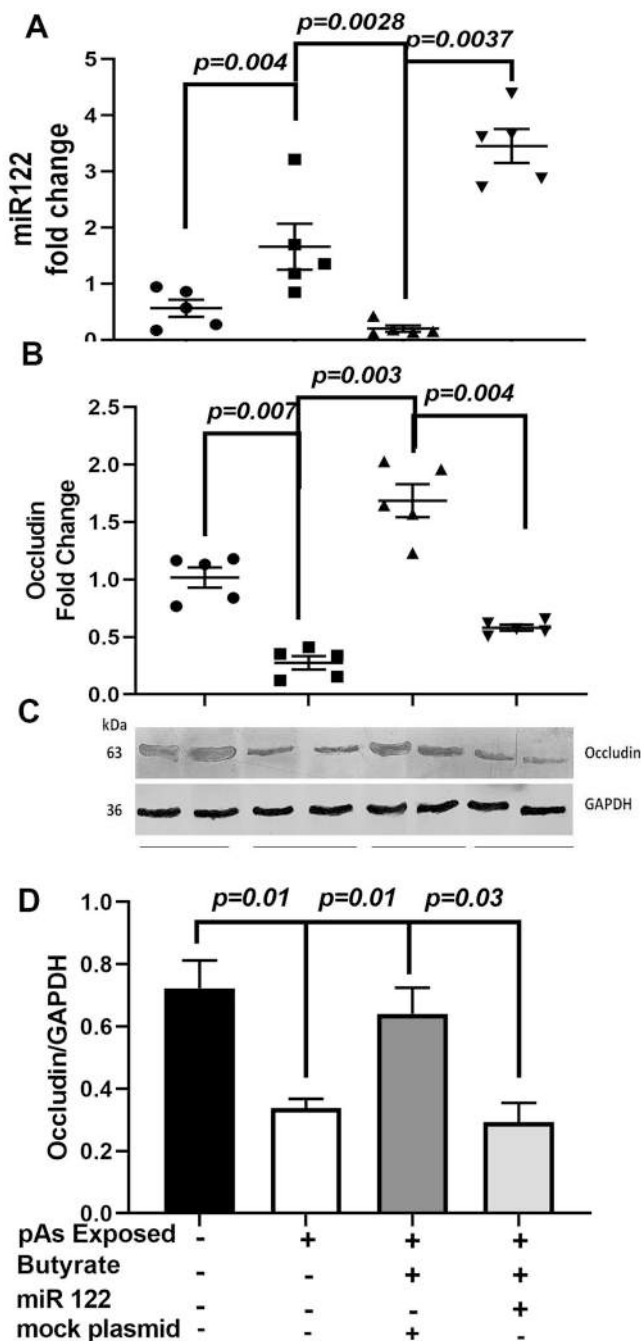 A
p=0.0028
p=0.004
p=0.0037
5
4
3
2
1
0
miR122
fold change
B
p=0.003
p=0.007
p=0.004
2.5
2.0
1.5
1.0
0.5
0.0
Occludin
Fold Change
C
kDa
63
Occludin
36
GAPDH
D
p=0.01 p=0.01 p=0.03
1.0
0.8
0.6
0.4
0.2
0.0
Occludin/GAPDH
pAs Exposed - + + +
Butyrate - - + +
miR 122 - - - +
mock plasmid - - + -